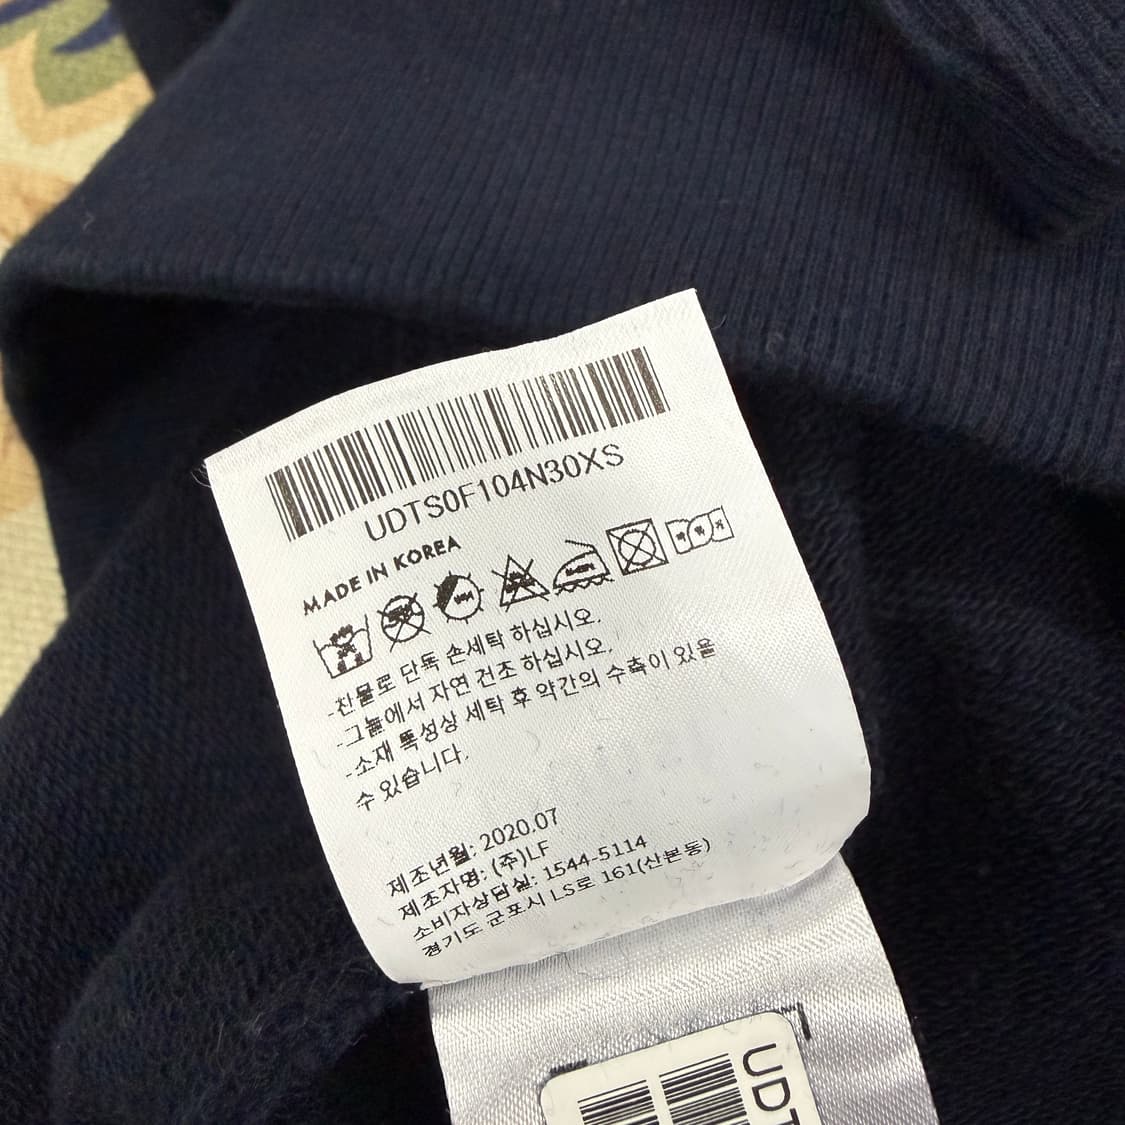 UDTS0F104N30XS
MADE IN KOREA
-찬물로 단독 손세탁 하십시오.
-그늘에서 자연 건조 하십시오.
-소재 특성상 세탁 후 약간의 수축이 있을
수 있습니다.
제조년월: 2020.07
제조자명: (주)LF
소비자상담실: 1544-5114
경기도 군포시 LS로 161(산본동)
UDT